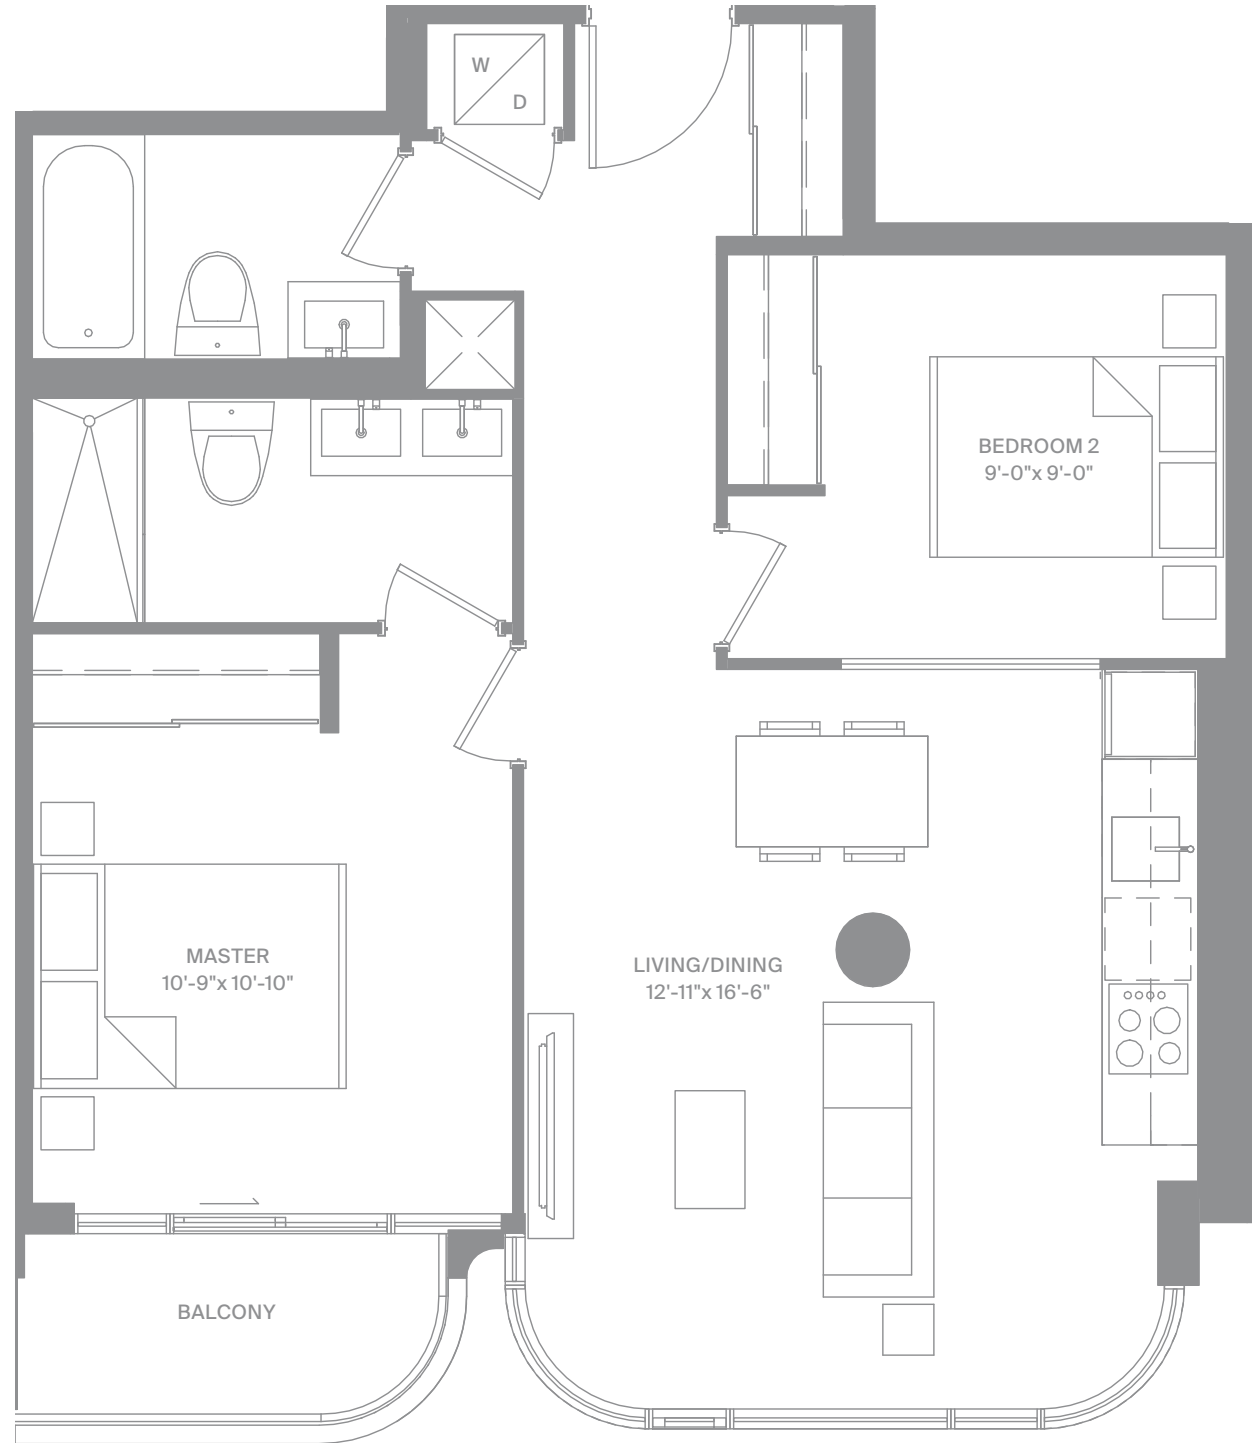 W
D
BEDROOM 2
9'-0"x 9'-0"
MASTER
10'-9"x 10'-10"
LIVING/DINING
12'-11"x 16'-6"
BALCONY